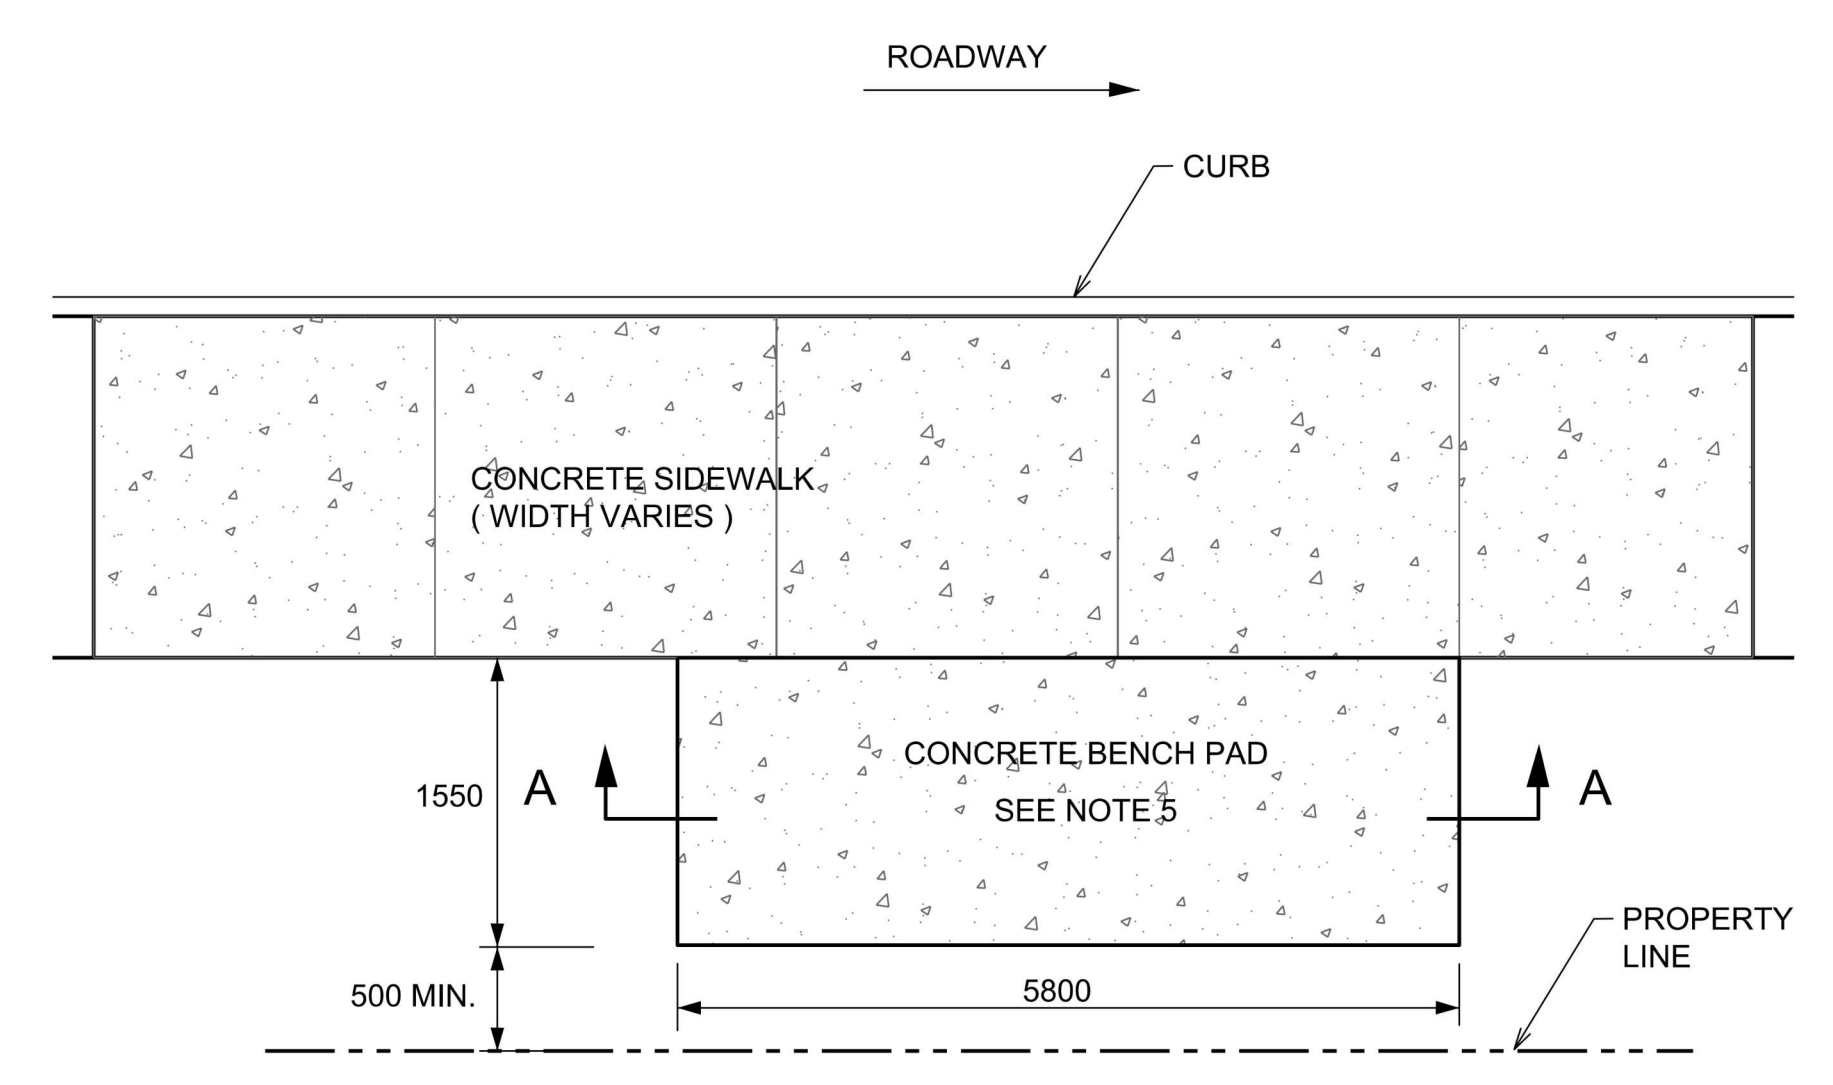 ROADWAY
CURB
CONCRETE SIDEWALK
( WIDTH VARIES )
CONCRETE BENCH PAD
SEE NOTE 5
1550
A
A
PROPERTY
LINE
500 MIN.
5800